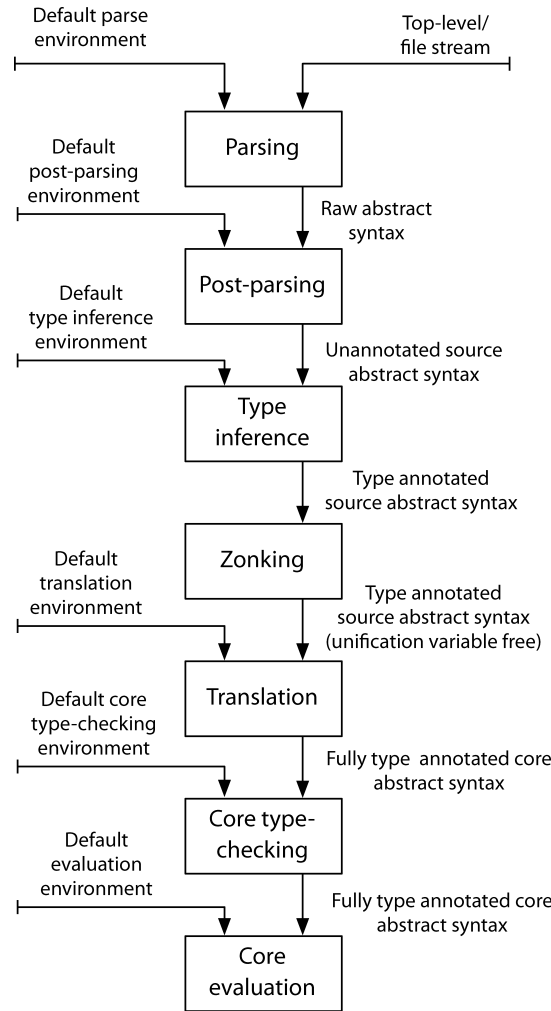 Default parse
environment
Top-level/
file stream
Parsing
Default
post-parsing
environment
Raw abstract
syntax
Post-parsing
Default
type inference
environment
Unannotated source
abstract syntax
Type
inference
Type annotated
source abstract syntax
Zonking
Default
translation
environment
Type annotated
source abstract syntax
(unification variable free)
Translation
Default core
type-checking
environment
Fully type annotated core
abstract syntax
Core type-
checking
Default
evaluation
environment
Fully type annotated core
abstract syntax
Core
evaluation